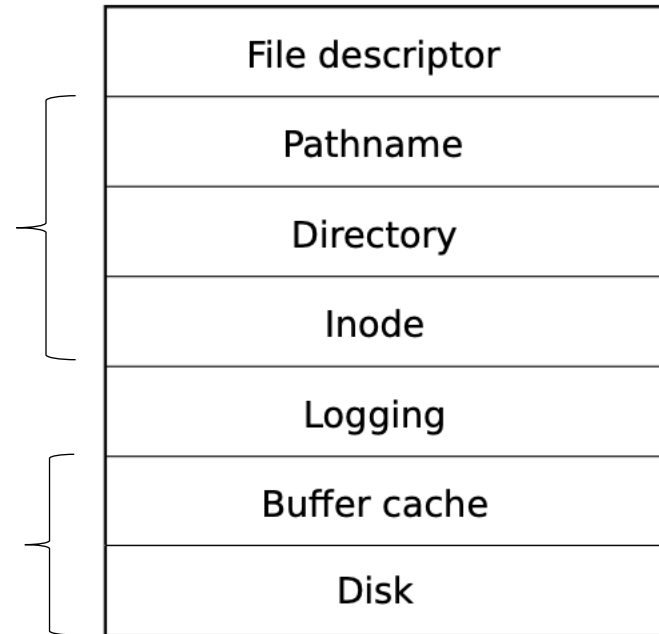 File descriptor
Pathname
Directory
Inode
Logging
Buffer cache
Disk